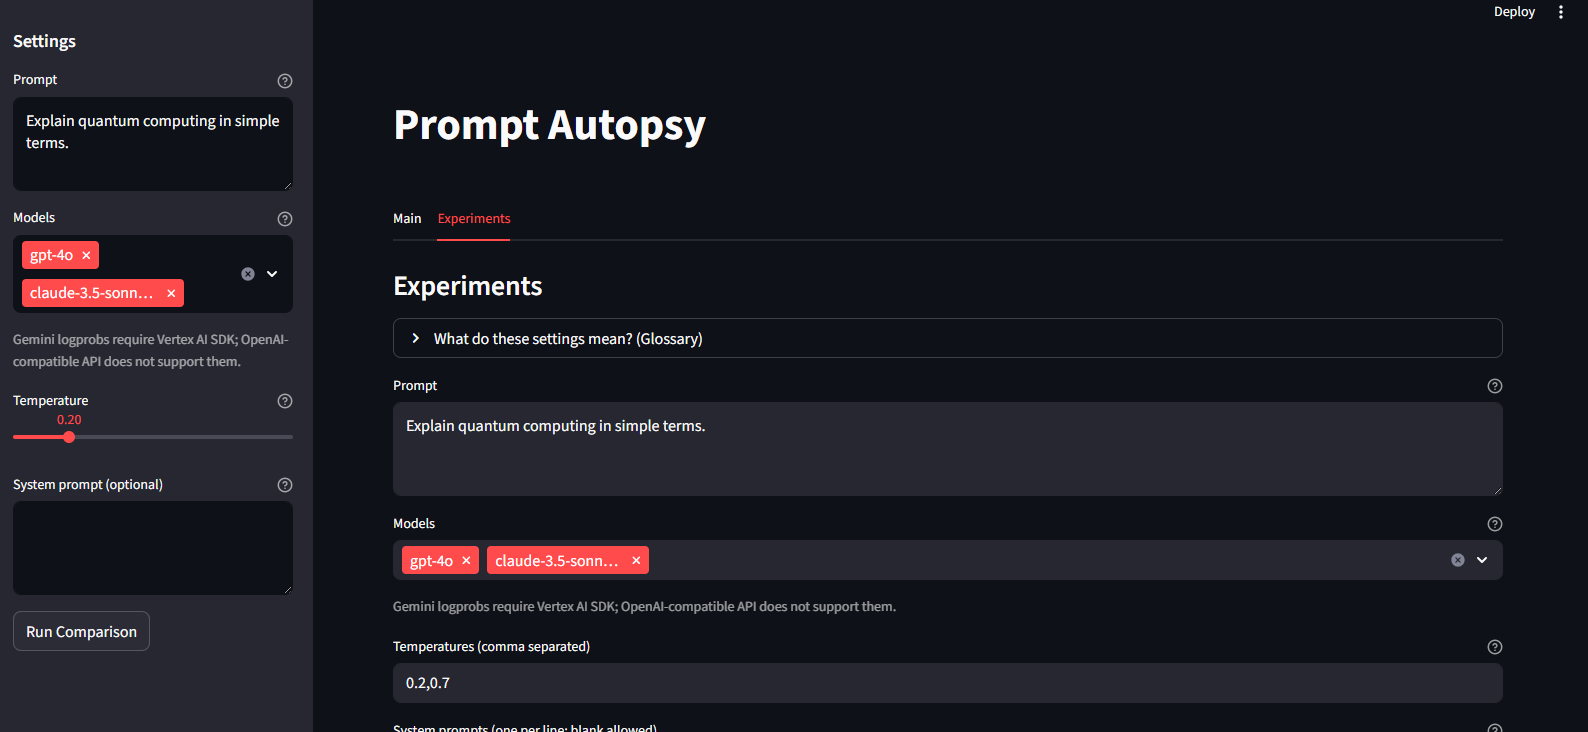 Deploy
Settings
Prompt
Explain quantum computing in simple
terms.
Models
gpt-4o
claude-3.5-sonn...
Gemini logprobs require Vertex AI SDK; OpenAI-
compatible API does not support them.
Temperature
0.20
System prompt (optional)
Run Comparison
Prompt Autopsy
Main Experiments
Experiments
What do these settings mean? (Glossary)
Prompt
Explain quantum computing in simple terms.
Models
gpt-4o claude-3.5-sonn...
Gemini logprobs require Vertex AI SDK; OpenAI-compatible API does not support them.
Temperatures (comma separated)
0.2,0.7
System prompts (one per line; blank allowed)